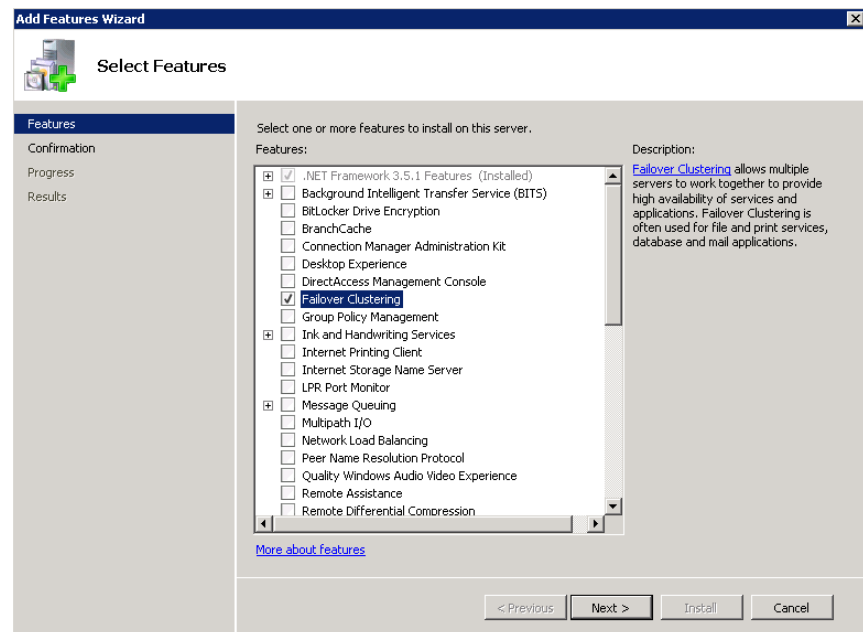 Add Features Wizard
Select Features
Features
Confirmation
Progress
Results
Select one or more features to install on this server.
Features:
.NET Framework 3.5.1 Features (Installed)
Background Intelligent Transfer Service (BITS)
BitLocker Drive Encryption
BranchCache
Connection Manager Administration Kit
Desktop Experience
DirectAccess Management Console
Failover Clustering
Group Policy Management
Ink and Handwriting Services
Internet Printing Client
Internet Storage Name Server
LPR Port Monitor
Message Queuing
Multipath I/O
Network Load Balancing
Peer Name Resolution Protocol
Quality Windows Audio Video Experience
Remote Assistance
Remote Differential Compression
More about features
Description:
Failover Clustering allows multiple
servers to work together to provide
high availability of services and
applications. Failover Clustering is
often used for file and print services,
database and mail applications.
< Previous
Next >
Install
Cancel